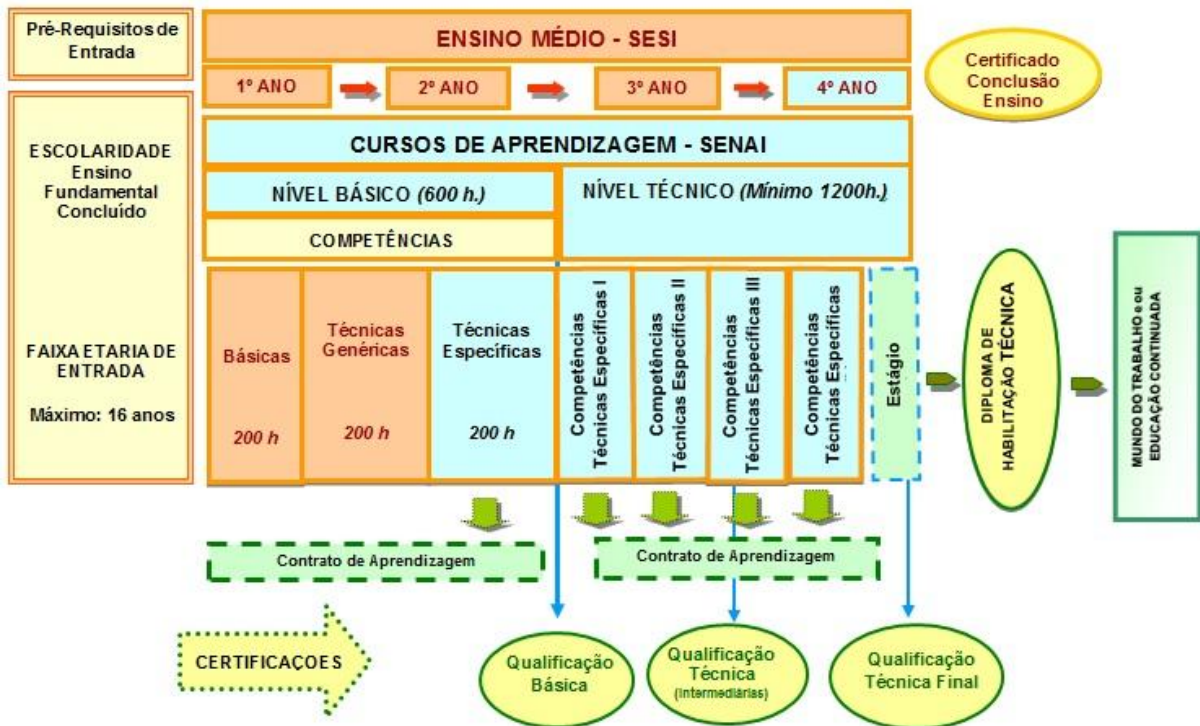 Pré-Requisitos de
Entrada
ENSINO MÉDIO - SESI
1º ANO
2º ANO
3º ANO
4º ANO
Certificado
Conclusão
Ensino
ESCOLARIDADE
Ensino
Fundamental
Concluído
FAIXA ETARIA DE
ENTRADA
Máximo: 16 anos
CURSOS DE APRENDIZAGEM - SENAI
NÍVEL BÁSICO (600 h.)
NÍVEL TÉCNICO (Mínimo 1200h.)
COMPETÊNCIAS
Básicas
200 h
Técnicas
Genéricas
200 h
Técnicas
Específicas
200 h
Competências
Técnicas Específicas I
Competências
Técnicas Específicas II
Competências
Técnicas Específicas III
Competências
Técnicas Específicas
Estágio
DIPLOMA DE
HABILITAÇÃO TÉCNICA
MUNDO DO TRABALHO e ou
EDUCAÇÃO CONTINUADA
Contrato de Aprendizagem
Contrato de Aprendizagem
CERTIFICAÇOES
Qualificação
Básica
Qualificação
Técnica
(Intermediárias)
Qualificação
Técnica Final